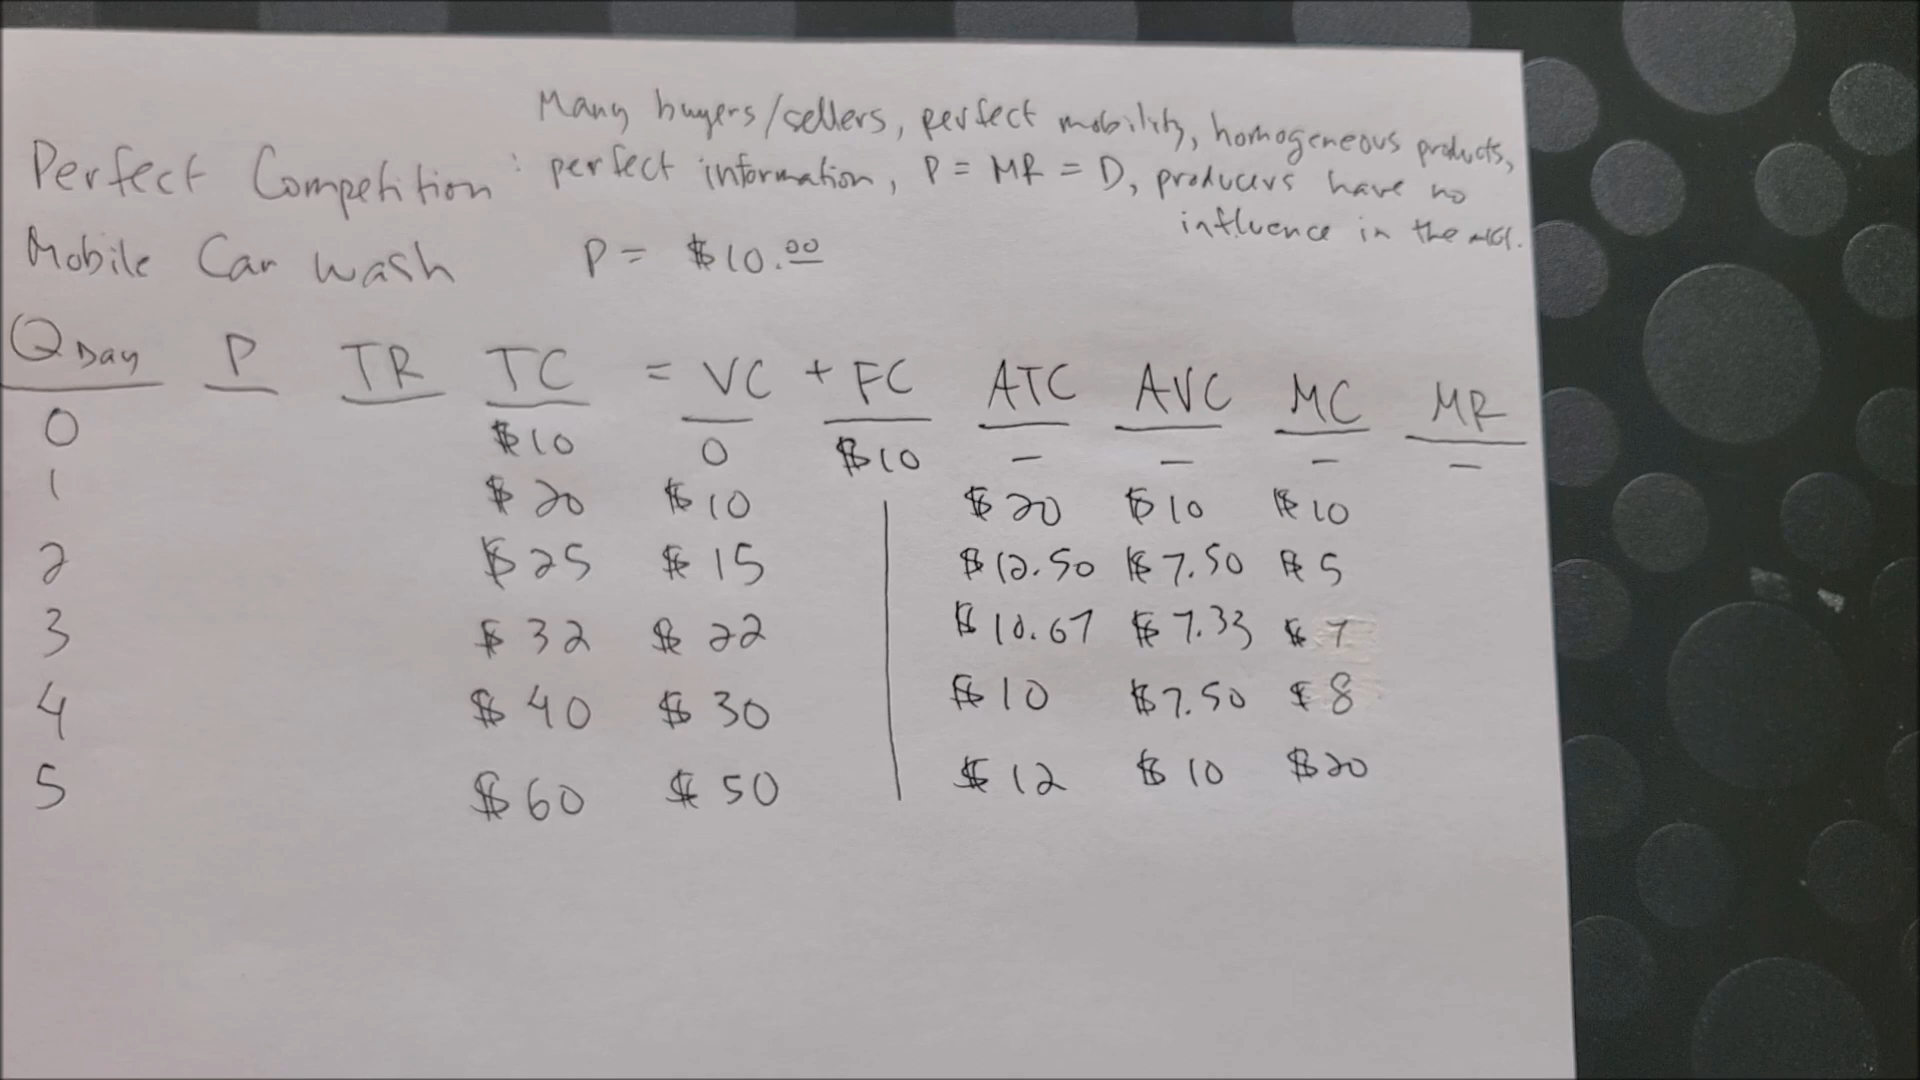 Many buyers/sellers, perfect mobility, homogeneous products,
Perfect Competition : perfect information, P = MR = D, producers have no
influence in the mkt.
Mobile Car wash P = $10.00
Q Day P TR TC = VC + FC ATC AVC MC MR
0 $10 0 $10 - - - -
1 $20 $10 $20 $10 $10
2 $25 $15 $12.50 $7.50 $5
3 $32 $22 $10.67 $7.33 $7
4 $40 $30 $10 $7.50 $8
5 $60 $50 $12 $10 $20